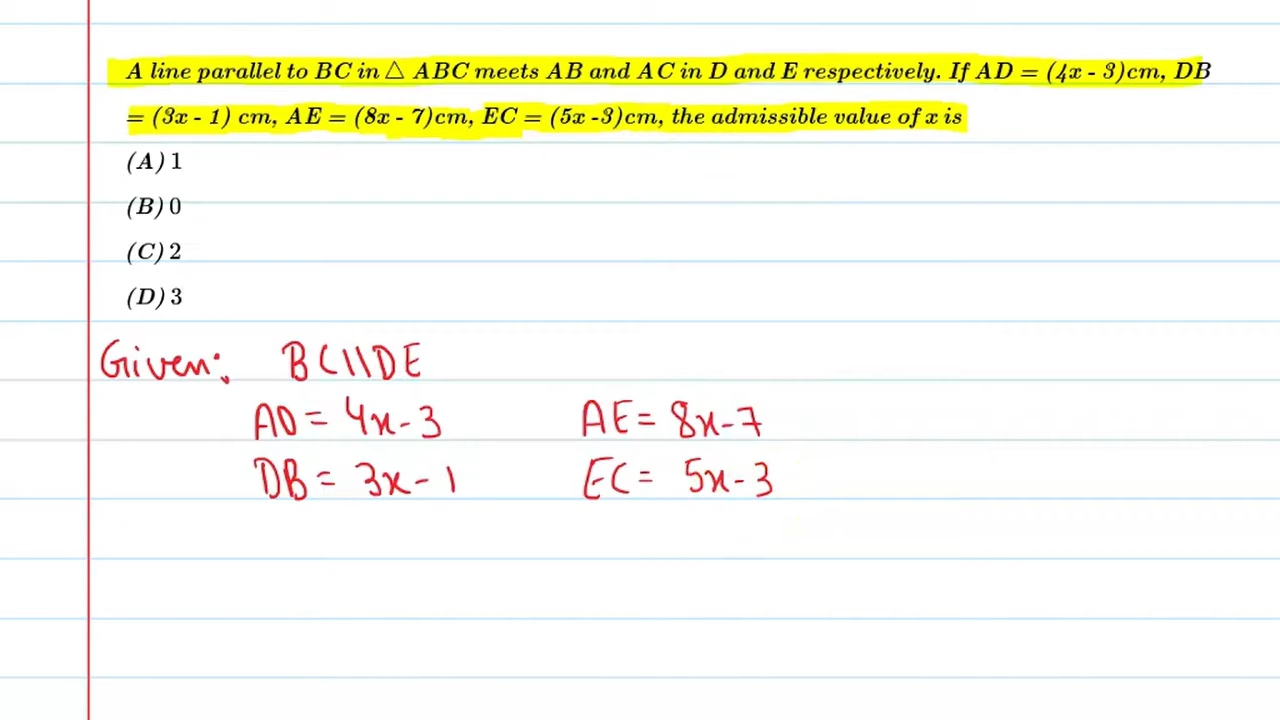 A line parallel to BC in △ ABC meets AB and AC in D and E respectively. If AD = (4x - 3)cm, DB
= (3x - 1) cm, AE = (8x - 7)cm, EC = (5x -3)cm, the admissible value of x is
(A) 1
(B) 0
(C) 2
(D) 3
Given: BC||DE
AD = 4x-3 AE= 8x-7
DB = 3x-1 EC= 5x-3